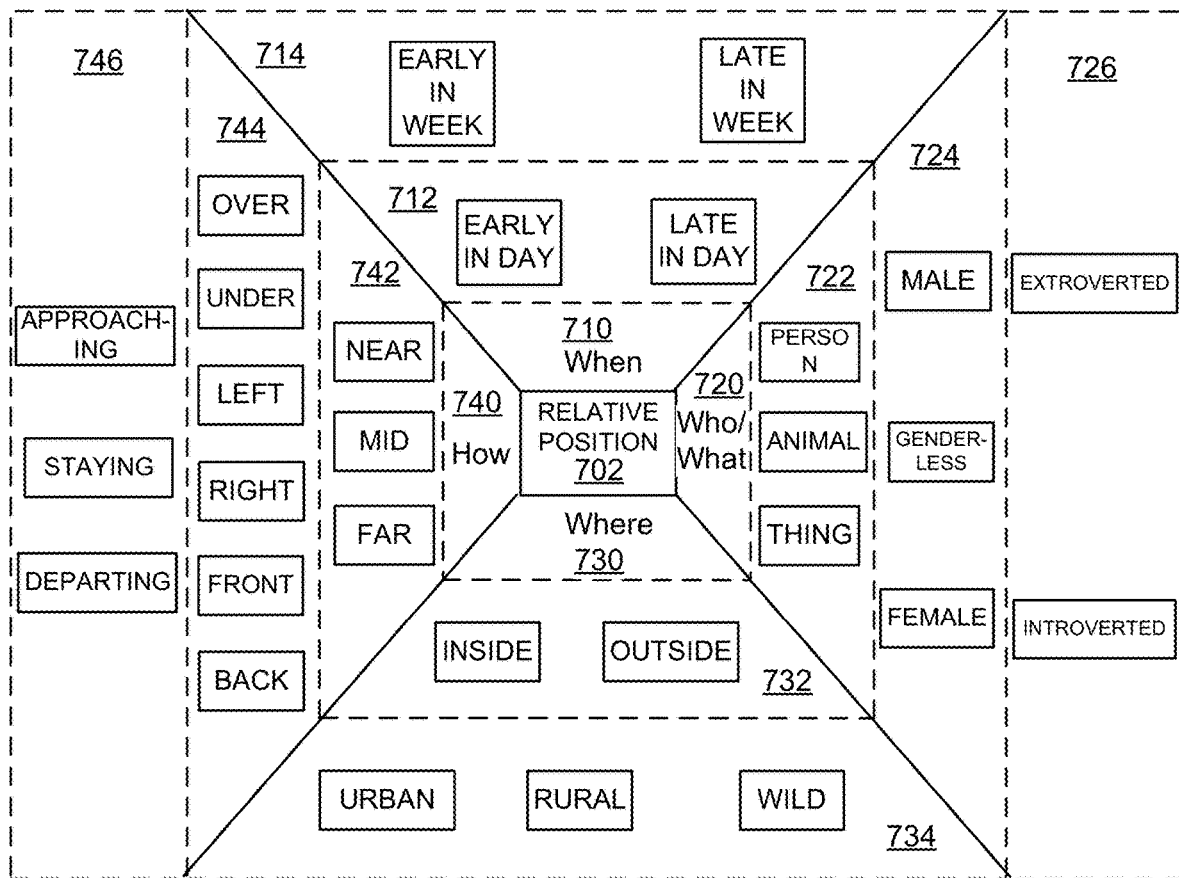 746
714
EARLY
IN
WEEK
LATE
IN
WEEK
726
744
724
OVER
712
EARLY
IN DAY
LATE
IN DAY
742
722
MALE
EXTROVERTED
UNDER
APPROACH-
ING
NEAR
710
When
PERSO
N
LEFT
740
How
RELATIVE
POSITION
702
720
Who/
What
MID
ANIMAL
GENDER-
LESS
STAYING
RIGHT
FAR
Where
730
THING
DEPARTING
FRONT
FEMALE
INTROVERTED
INSIDE
OUTSIDE
BACK
732
URBAN
RURAL
WILD
734